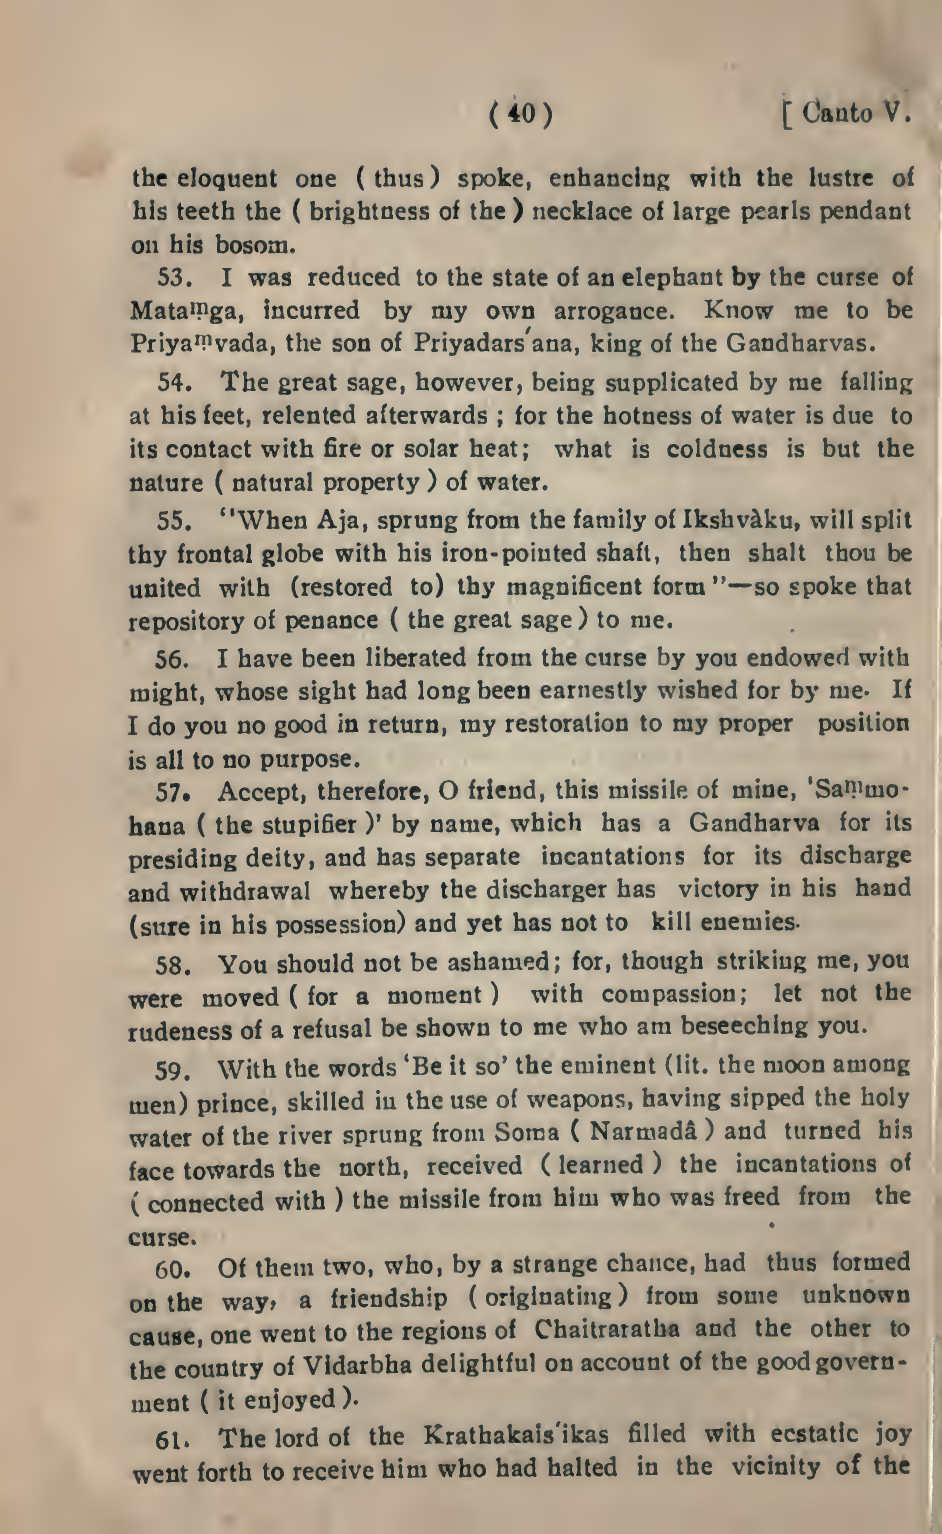 ( 40 ) [ Canto V.
the eloquent one ( thus ) spoke, enhancing with the lustre of
his teeth the ( brightness of the ) necklace of large pearls pendant
on his bosom.
53. I was reduced to the state of an elephant by the curse of
Mataṃga, incurred by my own arrogance. Know me to be
Priyaṃvada, the son of Priyadars'ana, king of the Gandharvas.
54. The great sage, however, being supplicated by me falling
at his feet, relented afterwards ; for the hotness of water is due to
its contact with fire or solar heat; what is coldness is but the
nature ( natural property ) of water.
55. "When Aja, sprung from the family of Ikshvàku, will split
thy frontal globe with his iron-pointed shaft, then shalt thou be
united with (restored to) thy magnificent form "—so spoke that
repository of penance ( the great sage ) to me.
56. I have been liberated from the curse by you endowed with
might, whose sight had long been earnestly wished for by me. If
I do you no good in return, my restoration to my proper position
is all to no purpose.
57. Accept, therefore, O friend, this missile of mine, 'Saṃmo-
hana ( the stupifier )' by name, which has a Gandharva for its
presiding deity, and has separate incantations for its discharge
and withdrawal whereby the discharger has victory in his hand
(sure in his possession) and yet has not to kill enemies.
58. You should not be ashamed; for, though striking me, you
were moved ( for a moment ) with compassion; let not the
rudeness of a refusal be shown to me who am beseeching you.
59. With the words 'Be it so' the eminent (lit. the moon among
men) prince, skilled in the use of weapons, having sipped the holy
water of the river sprung from Soma ( Narmadâ ) and turned his
face towards the north, received ( learned ) the incantations of
( connected with ) the missile from him who was freed from the
curse.
60. Of them two, who, by a strange chance, had thus formed
on the way, a friendship ( originating ) from some unknown
cause, one went to the regions of Chaitraratha and the other to
the country of Vidarbha delightful on account of the good govern-
ment ( it enjoyed ).
61. The lord of the Krathakais'ikas filled with ecstatic joy
went forth to receive him who had halted in the vicinity of the